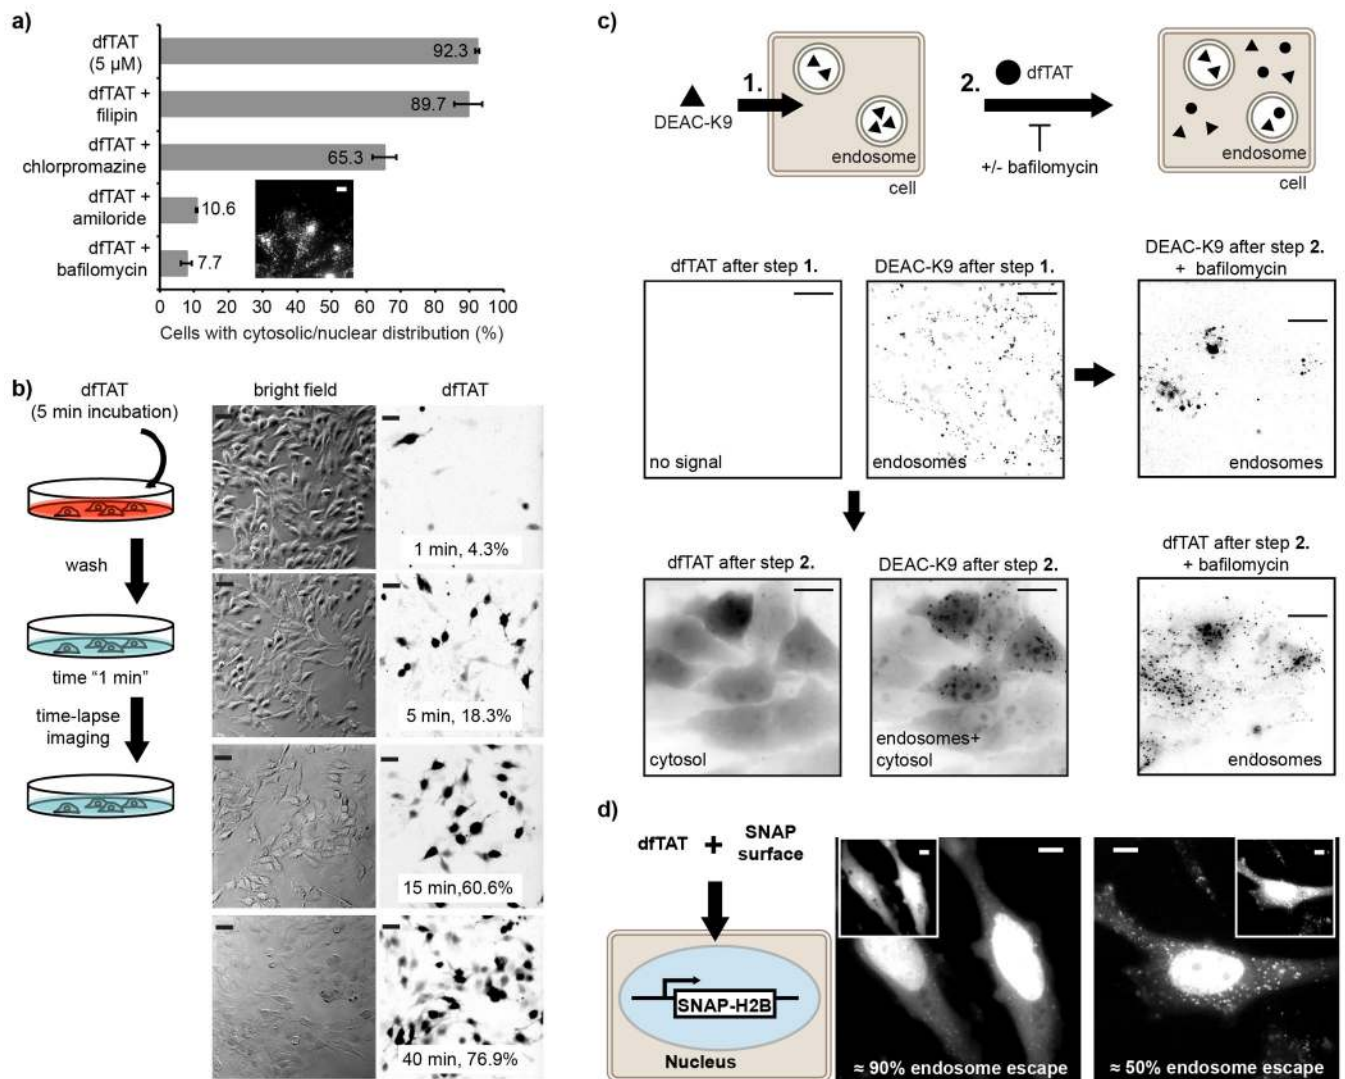 a)
dfTAT
(5 µM)
92.3
dfTAT +
filipin
89.7
dfTAT +
chlorpromazine
65.3
dfTAT +
amiloride
10.6
dfTAT +
bafilomycin
7.7
0 10 20 30 40 50 60 70 80 90 100
Cells with cytosolic/nuclear distribution (%)
b)
dfTAT
(5 min incubation)
wash
time “1 min”
time-lapse
imaging
bright field
dfTAT
1 min, 4.3%
5 min, 18.3%
15 min,60.6%
40 min, 76.9%
c)
DEAC-K9
1.
endosome
cell
2.
dfTAT
+/- bafilomycin
endosome
cell
dfTAT after step 1.
no signal
DEAC-K9 after step 1.
endosomes
DEAC-K9 after step 2.
+ bafilomycin
endosomes
dfTAT after step 2.
cytosol
DEAC-K9 after step 2.
endosomes+
cytosol
dfTAT after step 2.
+ bafilomycin
endosomes
d)
dfTAT + SNAP
surface
SNAP-H2B
Nucleus
≈ 90% endosome escape
≈ 50% endosome escape